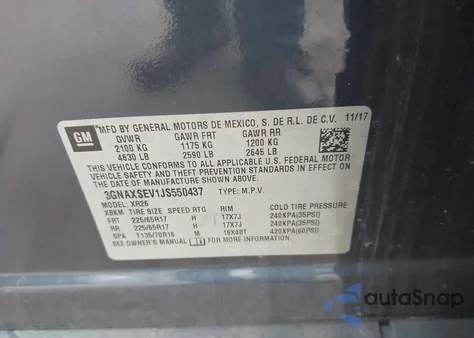 GM
MFD BY GENERAL MOTORS DE MEXICO, S. DE R.L. DE C.V. 11/17
GVWR GAWR FRT GAWR RR
2100 KG 1175 KG 1200 KG
4630 LB 2590 LB 2645 LB
THIS VEHICLE CONFORMS TO ALL APPLICABLE U.S. FEDERAL
MOTOR VEHICLE SAFETY, BUMPER, AND THEFT PREVENTION
STANDARDS IN EFFECT ON THE DATE OF MANUFACTURE SHOWN ABOVE.
3GNAXSEV1JS550437 TYPE: M.P.V.
MODEL: XR26
XBKM TIRE SIZE SPEED RTG RIM COLD TIRE PRESSURE
FRT 225/65R17 H 17X7J 240KPA(35PSI)
RR 225/65R17 H 17X7J 240KPA(35PSI)
SPA T135/70R16 M 16X4BT 420KPA(60PSI)
SEE OWNER'S MANUAL FOR MORE INFORMATION.
autoSnap